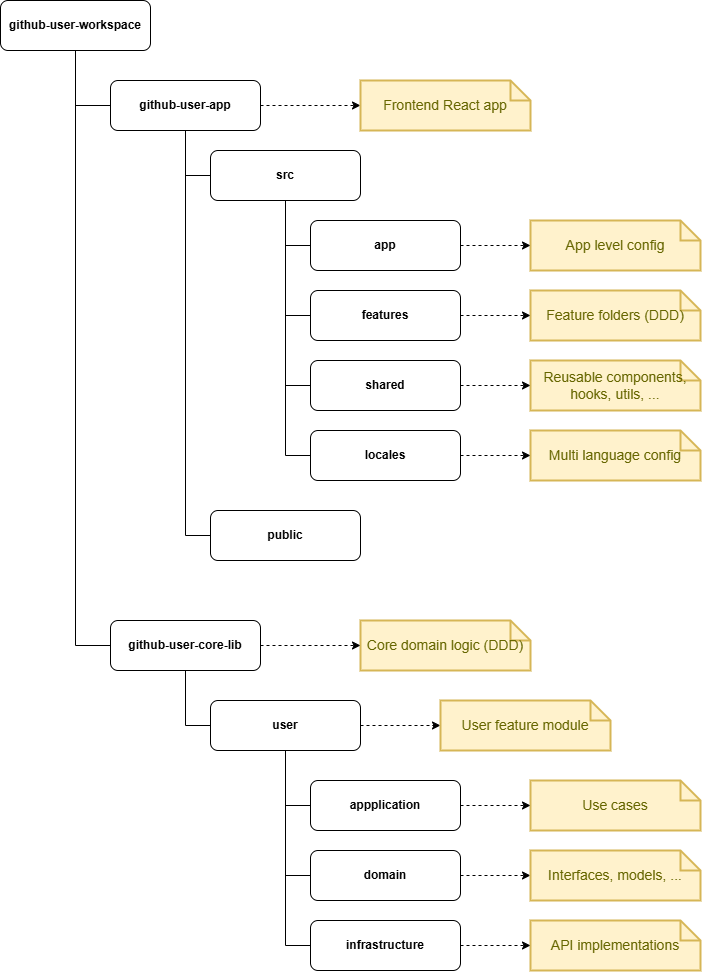 github-user-workspace
github-user-app
Frontend React app
src
app
App level config
features
Feature folders (DDD)
shared
Reusable components,
hooks, utils, ...
locales
Multi language config
public
github-user-core-lib
Core domain logic (DDD)
user
User feature module
appplication
Use cases
domain
Interfaces, models, ...
infrastructure
API implementations